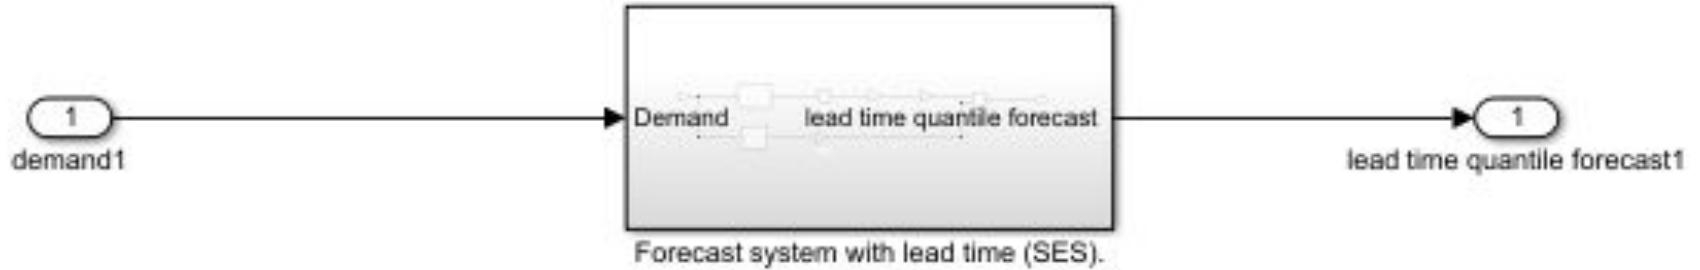 1
demand1
Demand
lead time quantile forecast
Forecast system with lead time (SES).
1
lead time quantile forecast1